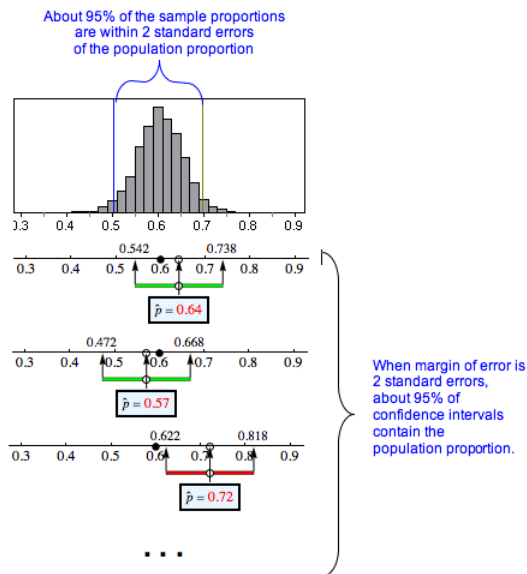 About 95% of the sample proportions
are within 2 standard errors
of the population proportion
0.3 0.4 0.5 0.6 0.7 0.8 0.9
0.542 0.738
0.3 0.4 0.5 0.6 0.7 0.8 0.9
p̂ = 0.64
0.472 0.668
0.3 0.4 0.5 0.6 0.7 0.8 0.9
p̂ = 0.57
0.622 0.818
0.3 0.4 0.5 0.6 0.7 0.8 0.9
p̂ = 0.72
When margin of error is
2 standard errors,
about 95% of
confidence intervals
contain the
population proportion.
...